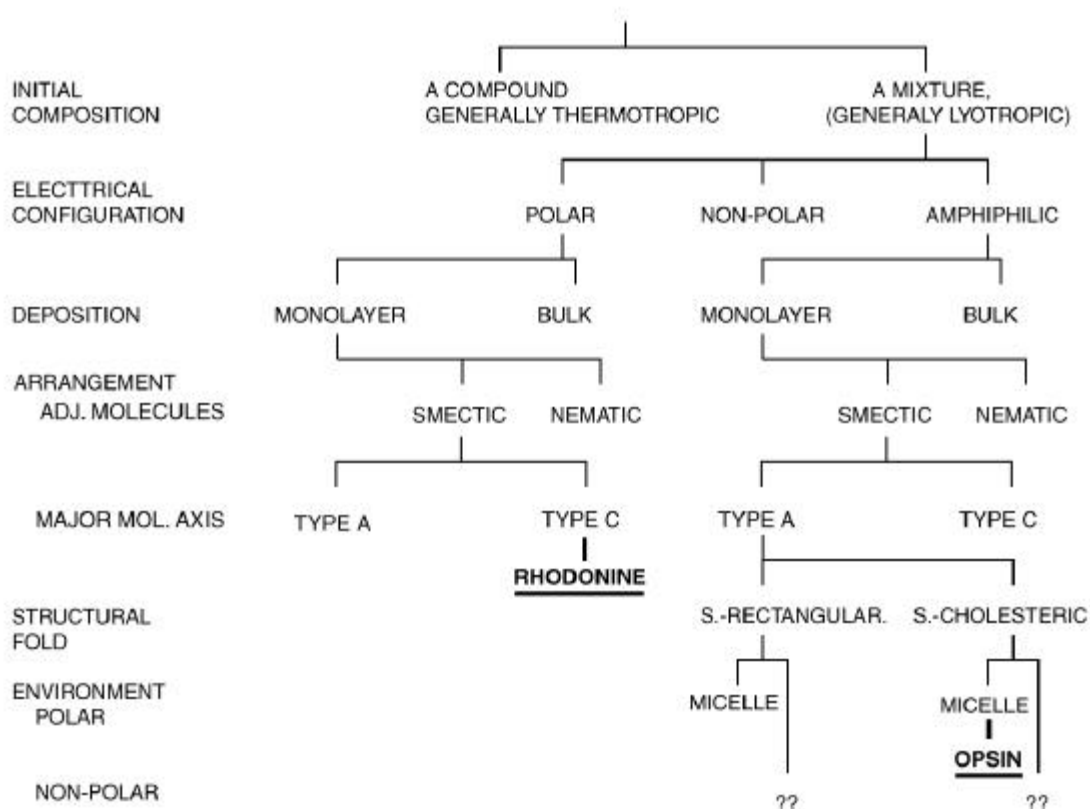 INITIAL
COMPOSITION
A COMPOUND
GENERALLY THERMOTROPIC
A MIXTURE,
(GENERALY LYOTROPIC)
ELECTTRICAL
CONFIGURATION
POLAR
NON-POLAR
AMPHIPHILIC
DEPOSITION
MONOLAYER
BULK
MONOLAYER
BULK
ARRANGEMENT
ADJ. MOLECULES
SMECTIC
NEMATIC
SMECTIC
NEMATIC
MAJOR MOL. AXIS
TYPE A
TYPE C
TYPE A
TYPE C
RHODONINE
STRUCTURAL
FOLD
S.-RECTANGULAR.
S.-CHOLESTERIC
ENVIRONMENT
POLAR
MICELLE
MICELLE
OPSIN
NON-POLAR
??
??